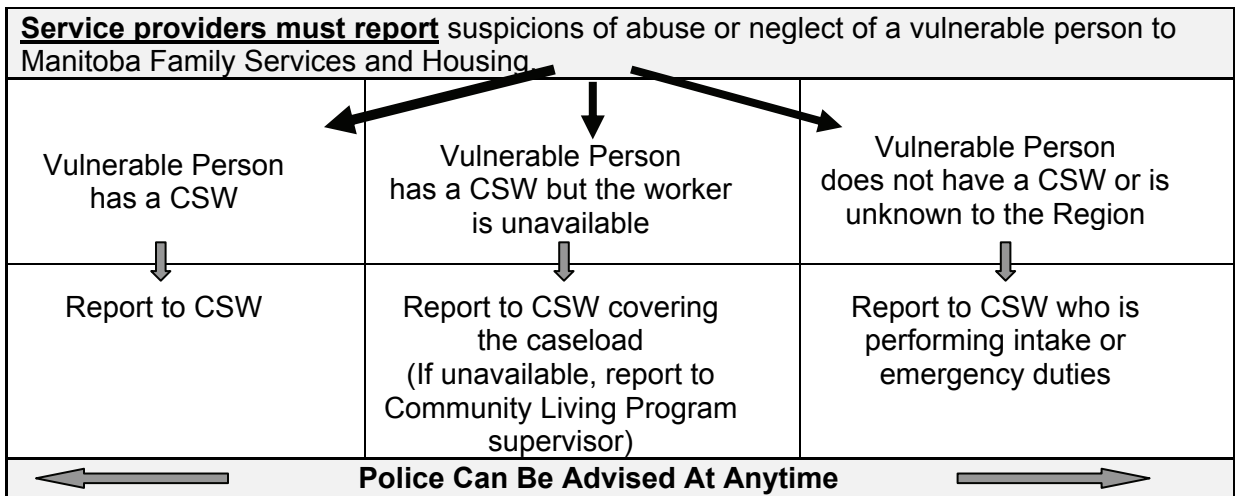 Service providers must report suspicions of abuse or neglect of a vulnerable person to
Manitoba Family Services and Housing.
Vulnerable Person
has a CSW
Vulnerable Person
has a CSW but the worker
is unavailable
Vulnerable Person
does not have a CSW or is
unknown to the Region
Report to CSW
Report to CSW covering
the caseload
(If unavailable, report to
Community Living Program
supervisor)
Report to CSW who is
performing intake or
emergency duties
Police Can Be Advised At Anytime